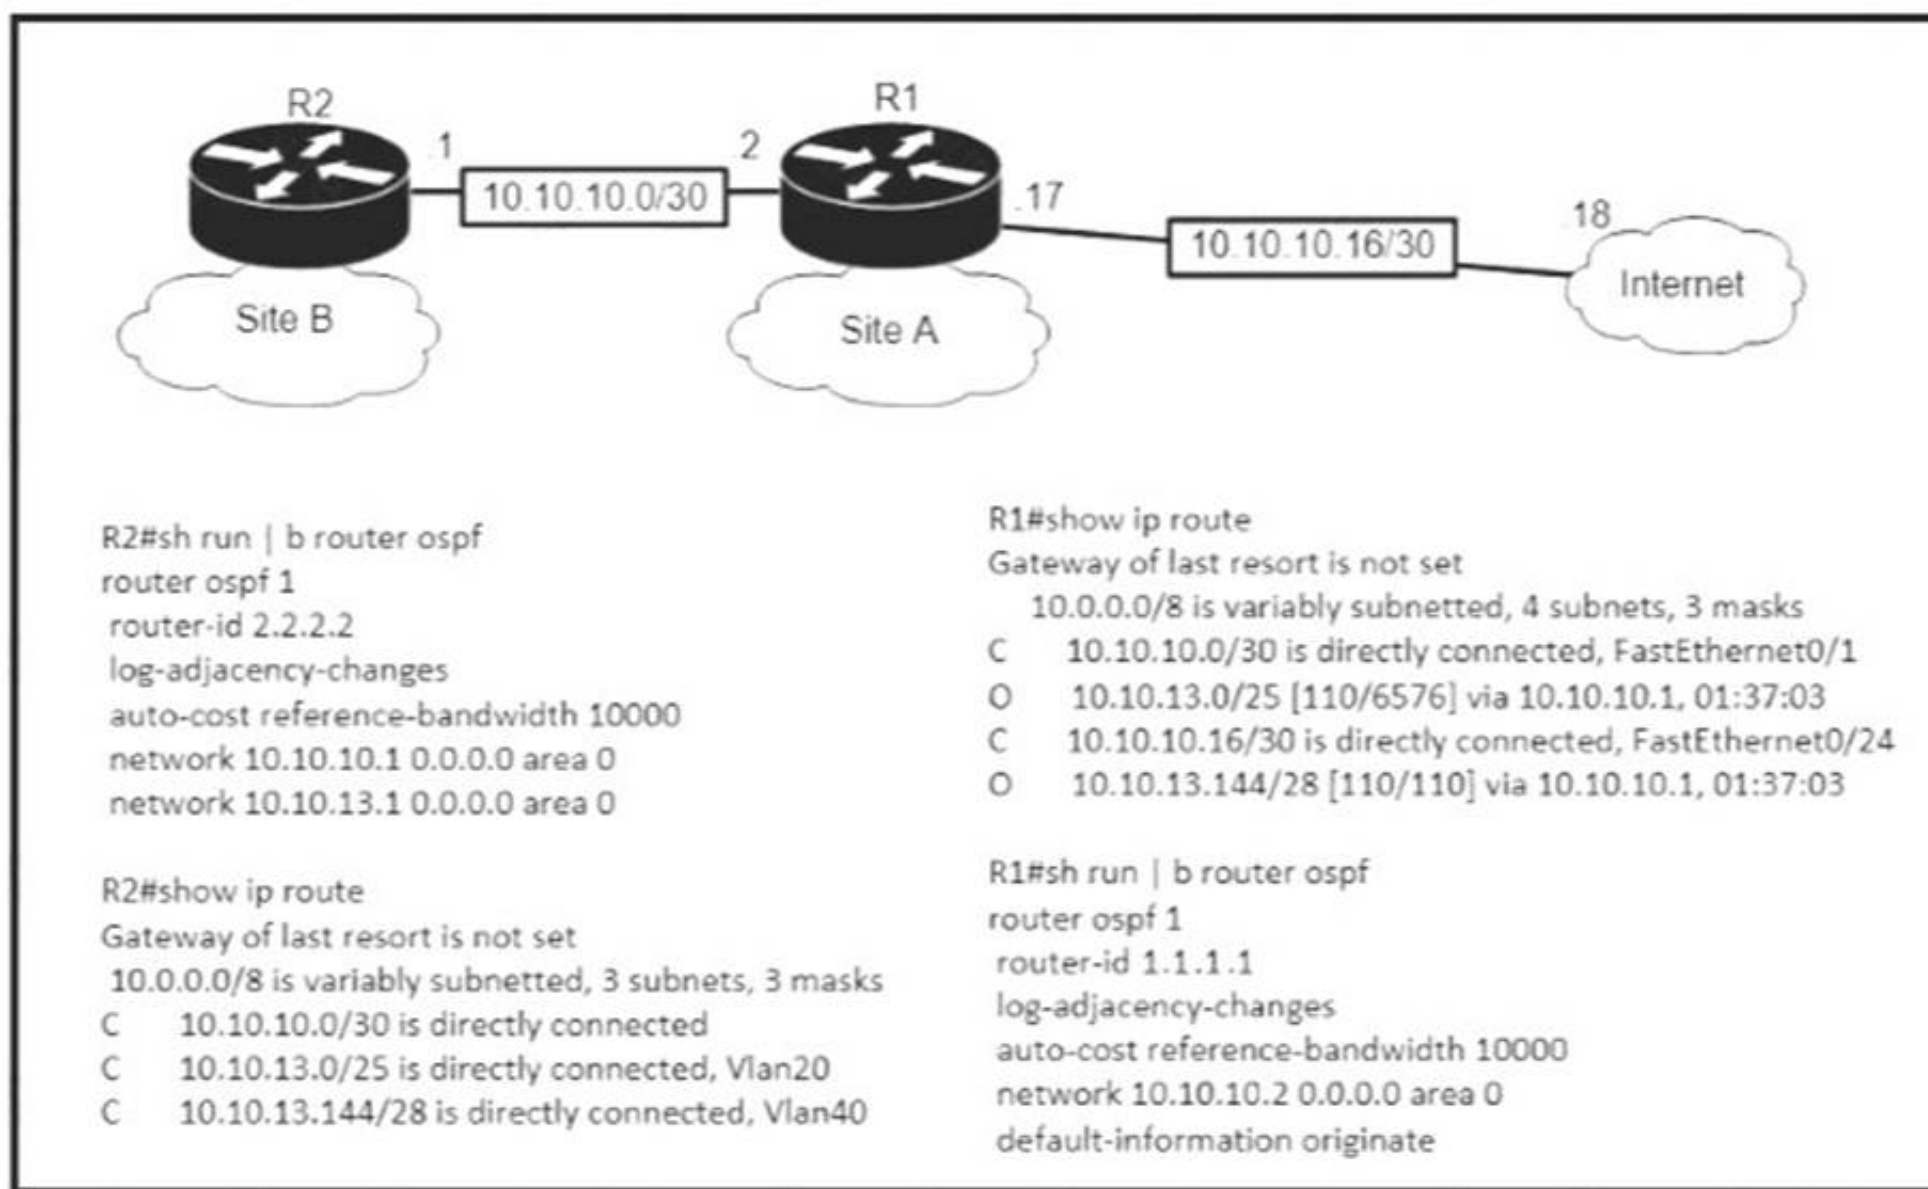 R2
R1
.1
2
10.10.10.0/30
.17
10.10.10.16/30
.18
Internet
Site B
Site A
R2#sh run | b router ospf
router ospf 1
router-id 2.2.2.2
log-adjacency-changes
auto-cost reference-bandwidth 10000
network 10.10.10.1 0.0.0.0 area 0
network 10.10.13.1 0.0.0.0 area 0
R2#show ip route
Gateway of last resort is not set
10.0.0.0/8 is variably subnetted, 3 subnets, 3 masks
C 10.10.10.0/30 is directly connected
C 10.10.13.0/25 is directly connected, Vlan20
C 10.10.13.144/28 is directly connected, Vlan40
R1#show ip route
Gateway of last resort is not set
10.0.0.0/8 is variably subnetted, 4 subnets, 3 masks
C 10.10.10.0/30 is directly connected, FastEthernet0/1
O 10.10.13.0/25 [110/6576] via 10.10.10.1, 01:37:03
C 10.10.10.16/30 is directly connected, FastEthernet0/24
O 10.10.13.144/28 [110/110] via 10.10.10.1, 01:37:03
R1#sh run | b router ospf
router ospf 1
router-id 1.1.1.1
log-adjacency-changes
auto-cost reference-bandwidth 10000
network 10.10.10.2 0.0.0.0 area 0
default-information originate